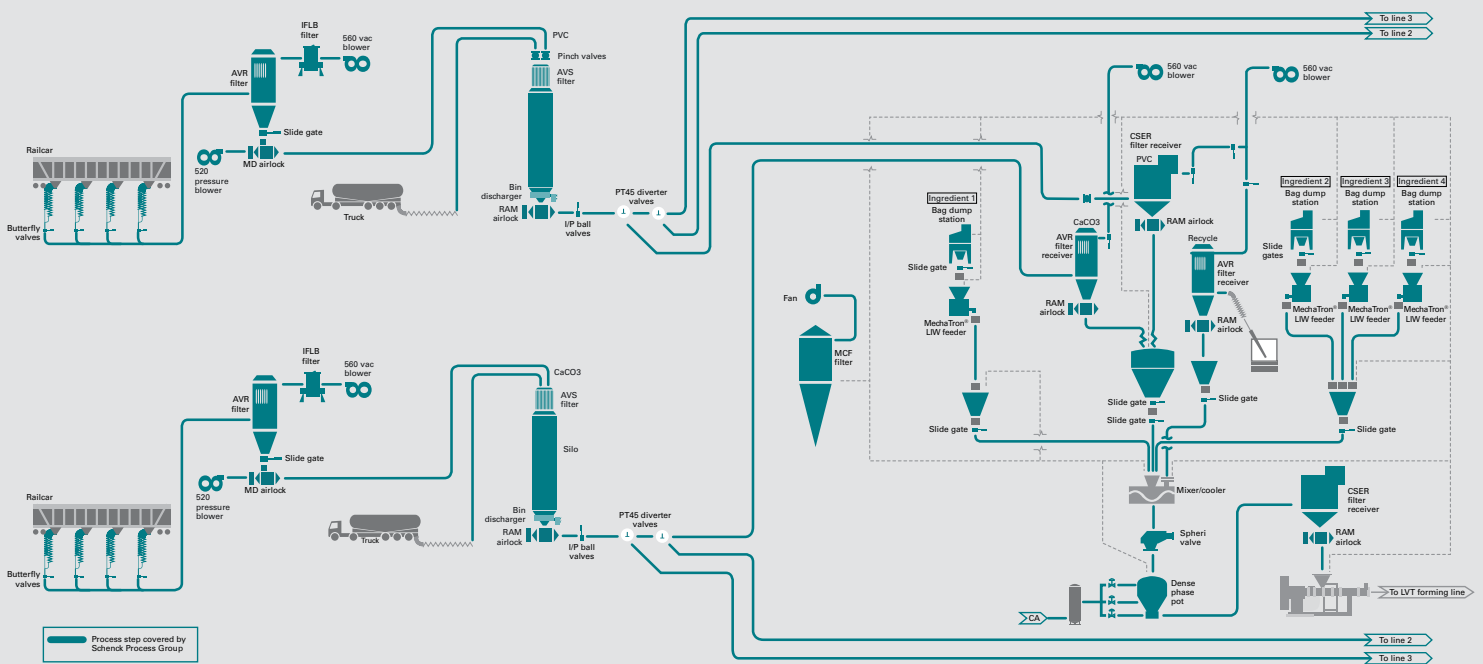 To line 3
To line 2
IFLB
filter
560 vac
blower
AVR
filter
Slide gate
MD airlock
520
pressure
blower
Railcar
Butterfly
valves
Truck
PVC
Pinch valves
AVS
filter
Bin
discharger
RAM
airlock
I/P ball
valves
PT45 diverter
valves
560 vac
blower
560 vac
blower
CSER
filter receiver
PVC
RAM airlock
CaCO3
AVR
filter
receiver
RAM
airlock
Recycle
AVR
filter
receiver
RAM
airlock
Ingredient 1
Bag dump
station
Slide gate
MechaTron®
LIW feeder
Ingredient 2
Bag dump
station
Ingredient 3
Bag dump
station
Ingredient 4
Bag dump
station
Slide
gates
MechaTron®
LIW feeder
MechaTron®
LIW feeder
MechaTron®
LIW feeder
Fan
MCF
filter
Slide gate
Slide gate
Slide gate
Slide gate
Slide gate
Mixer/cooler
Spheri
valve
Dense
phase
pot
CA
CSER
filter
receiver
RAM
airlock
To LVT forming line
IFLB
filter
560 vac
blower
AVR
filter
Slide gate
MD airlock
520
pressure
blower
Railcar
Butterfly
valves
Truck
CaCO3
AVS
filter
Silo
Bin
discharger
RAM
airlock
I/P ball
valves
PT45 diverter
valves
To line 2
To line 3
Process step covered by
Schenck Process Group